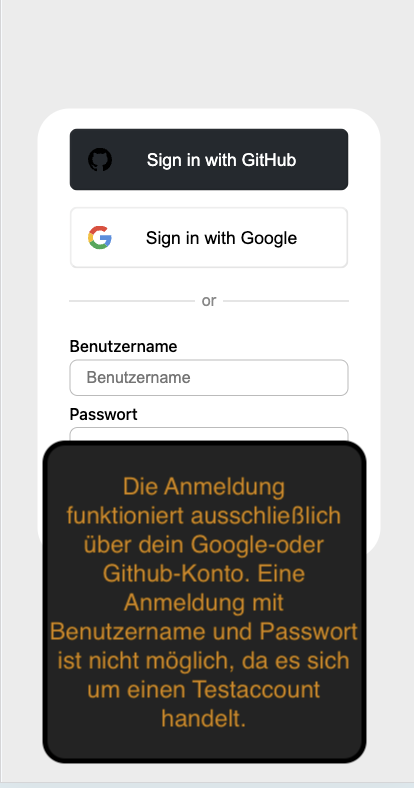 Sign in with GitHub
Sign in with Google
or
Benutzername
Benutzername
Passwort
Die Anmeldung
funktioniert ausschließlich
über dein Google-oder
Github-Konto. Eine
Anmeldung mit
Benutzername und Passwort
ist nicht möglich, da es sich
um einen Testaccount
handelt.